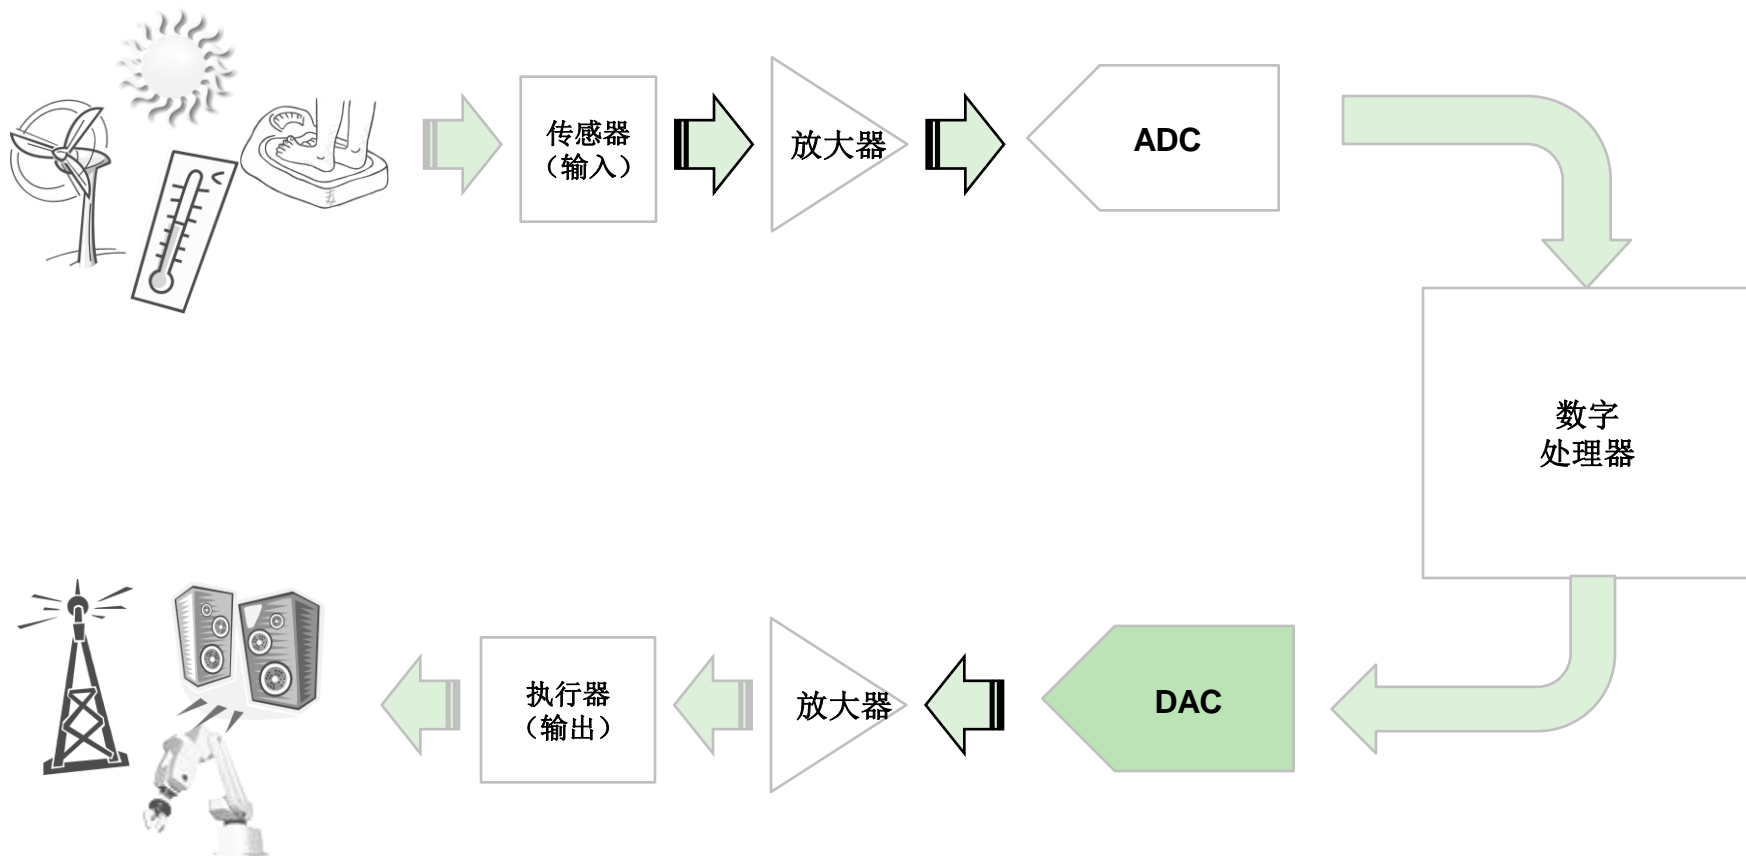 传感器
（输入）
放大器
ADC
数字
处理器
执行器
（输出）
放大器
DAC